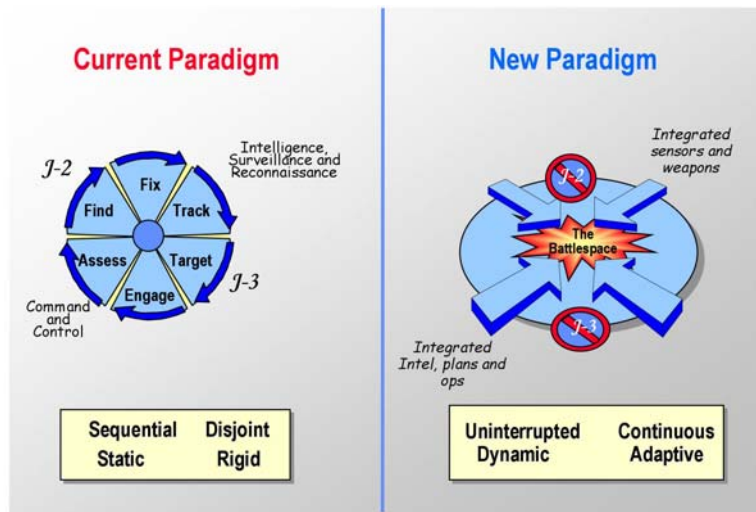 Current Paradigm
J-2
Intelligence,
Surveillance and
Reconnaissance
Fix
Find
Track
Assess
Target
Engage
J-3
Command
and
Control
Sequential Disjoint
Static Rigid
New Paradigm
Integrated
sensors and
weapons
J-2
The
Battlespace
J-3
Integrated
Intel, plans and
ops
Uninterrupted Continuous
Dynamic Adaptive